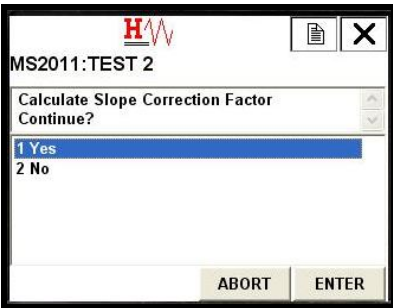 H
MS2011:TEST 2
Calculate Slope Correction Factor
Continue?
1 Yes
2 No
ABORT
ENTER